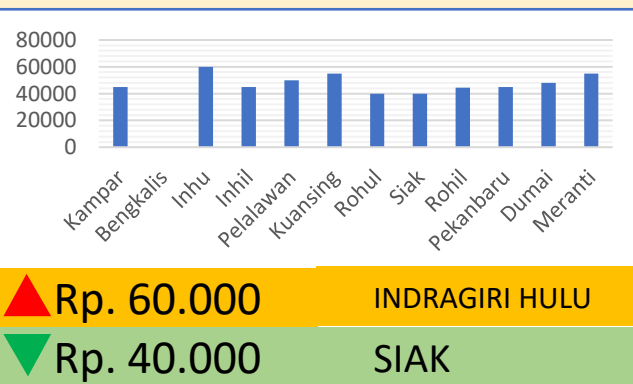 80000
60000
40000
20000
0
Kampar
Bengkalis
Inhu
Inhil
Pelalawan
Kuansing
Rohul
Siak
Rohil
Pekanbaru
Dumai
Meranti
Rp. 60.000 INDRAGIRI HULU
Rp. 40.000 SIAK